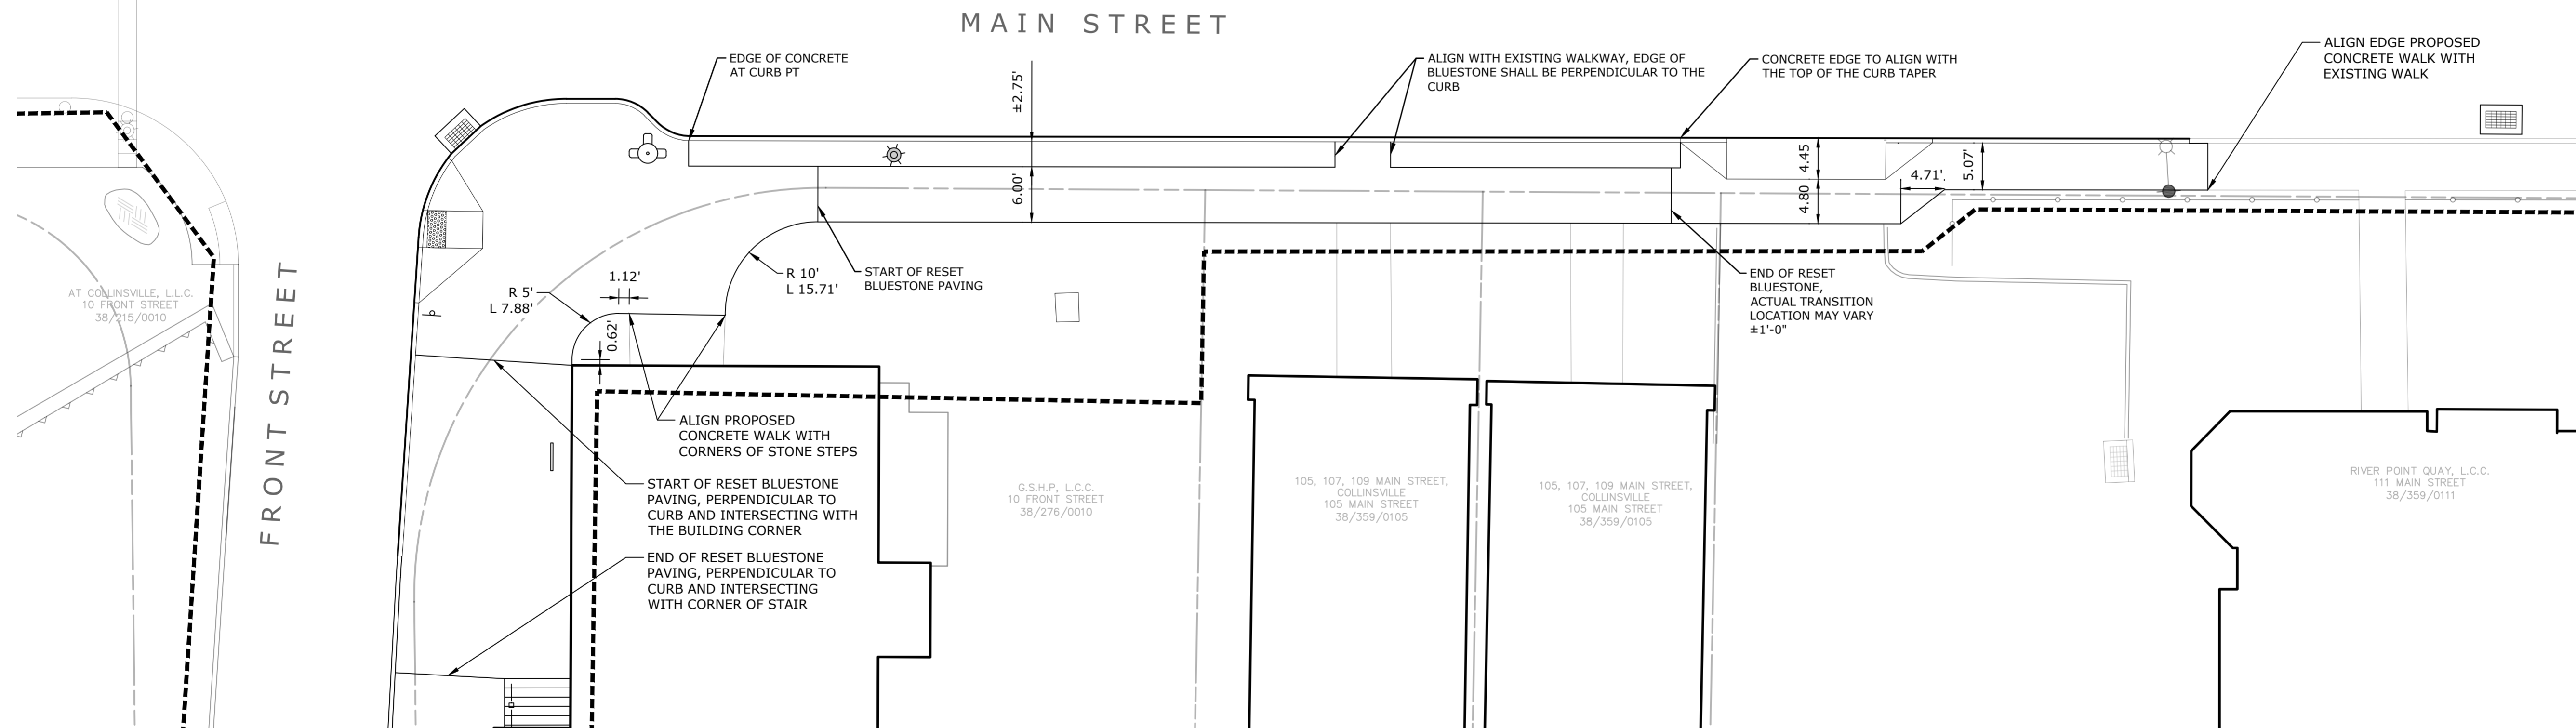 MAIN STREET
EDGE OF CONCRETE
AT CURB PT
±2.75'
ALIGN WITH EXISTING WALKWAY, EDGE OF
BLUESTONE SHALL BE PERPENDICULAR TO THE
CURB
CONCRETE EDGE TO ALIGN WITH
THE TOP OF THE CURB TAPER
ALIGN EDGE PROPOSED
CONCRETE WALK WITH
EXISTING WALK
6.00'
4.45
4.80
4.71'
5.07'
AT COLLINSVILLE, L.L.C.
10 FRONT STREET
38/215/0010
FRONT STREET
R 5'
L 7.88'
1.12'
0.62'
R 10'
L 15.71'
START OF RESET
BLUESTONE PAVING
END OF RESET
BLUESTONE,
ACTUAL TRANSITION
LOCATION MAY VARY
±1'-0"
ALIGN PROPOSED
CONCRETE WALK WITH
CORNERS OF STONE STEPS
START OF RESET BLUESTONE
PAVING, PERPENDICULAR TO
CURB AND INTERSECTING WITH
THE BUILDING CORNER
END OF RESET BLUESTONE
PAVING, PERPENDICULAR TO
CURB AND INTERSECTING
WITH CORNER OF STAIR
G.S.H.P, L.C.C.
10 FRONT STREET
38/276/0010
105, 107, 109 MAIN STREET,
COLLINSVILLE
105 MAIN STREET
38/359/0105
105, 107, 109 MAIN STREET,
COLLINSVILLE
105 MAIN STREET
38/359/0105
RIVER POINT QUAY, L.C.C.
111 MAIN STREET
38/359/0111